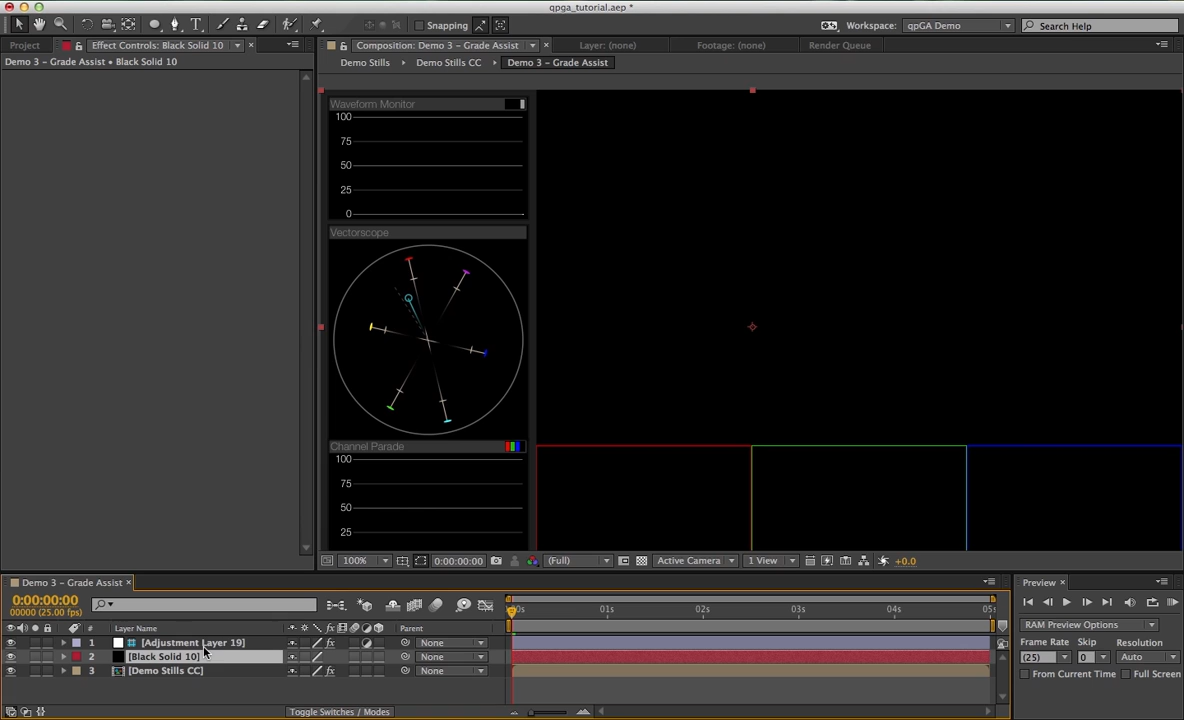 qpga_tutorial.aep *
T
Snapping
Workspace: qpGA Demo
Search Help
Project
Effect Controls: Black Solid 10
Composition: Demo 3 – Grade Assist
Layer: (none)
Footage: (none)
Render Queue
Demo 3 – Grade Assist • Black Solid 10
Demo Stills
Demo Stills CC
Demo 3 – Grade Assist
Waveform Monitor
100
75
50
25
0
Vectorscope
Channel Parade
100
75
50
25
100%
0:00:00:00
(Full)
Active Camera
1 View
+0.0
Demo 3 – Grade Assist
0:00:00:00
00000 (25.00 fps)
# Layer Name
Parent
1 [Adjustment Layer 19] fx None
2 [Black Solid 10] None
3 [Demo Stills CC] fx None
Toggle Switches / Modes
00s 01s 02s 03s 04s 05s
Preview
RAM Preview Options
Frame Rate Skip Resolution
(25) 0 Auto
From Current Time Full Screen